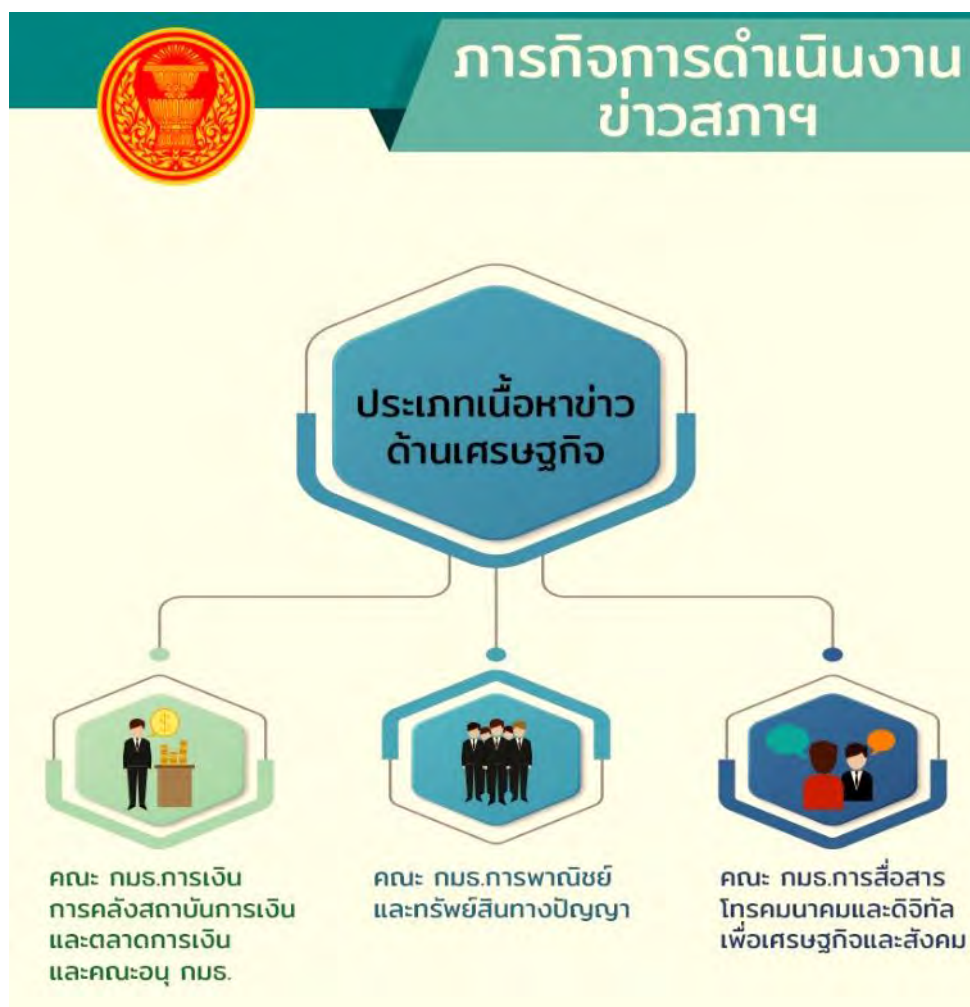 ภารกิจการดำเนินงาน
ข่าวสภาฯ
ประเภทเนื้อหาข่าว
ด้านเศรษฐกิจ
คณะ กมธ.การเงิน
การคลังสถาบันการเงิน
และตลาดการเงิน
และคณะอนุ กมธ.
คณะ กมธ.การพาณิชย์
และทรัพย์สินทางปัญญา
คณะ กมธ.การสื่อสาร
โทรคมนาคมและดิจิทัล
เพื่อเศรษฐกิจและสังคม